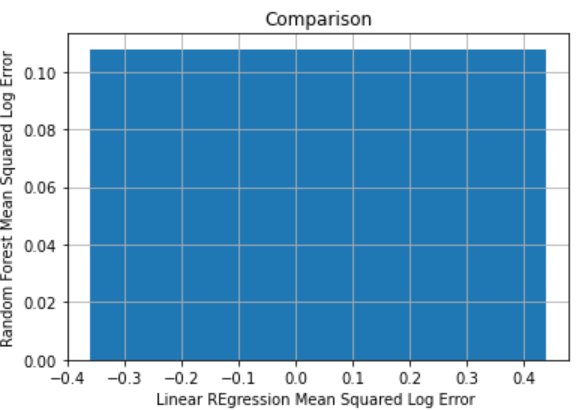 Comparison
Random Forest Mean Squared Log Error
0.10
0.08
0.06
0.04
0.02
0.00
−0.4 −0.3 −0.2 −0.1 0.0 0.1 0.2 0.3 0.4
Linear REgression Mean Squared Log Error